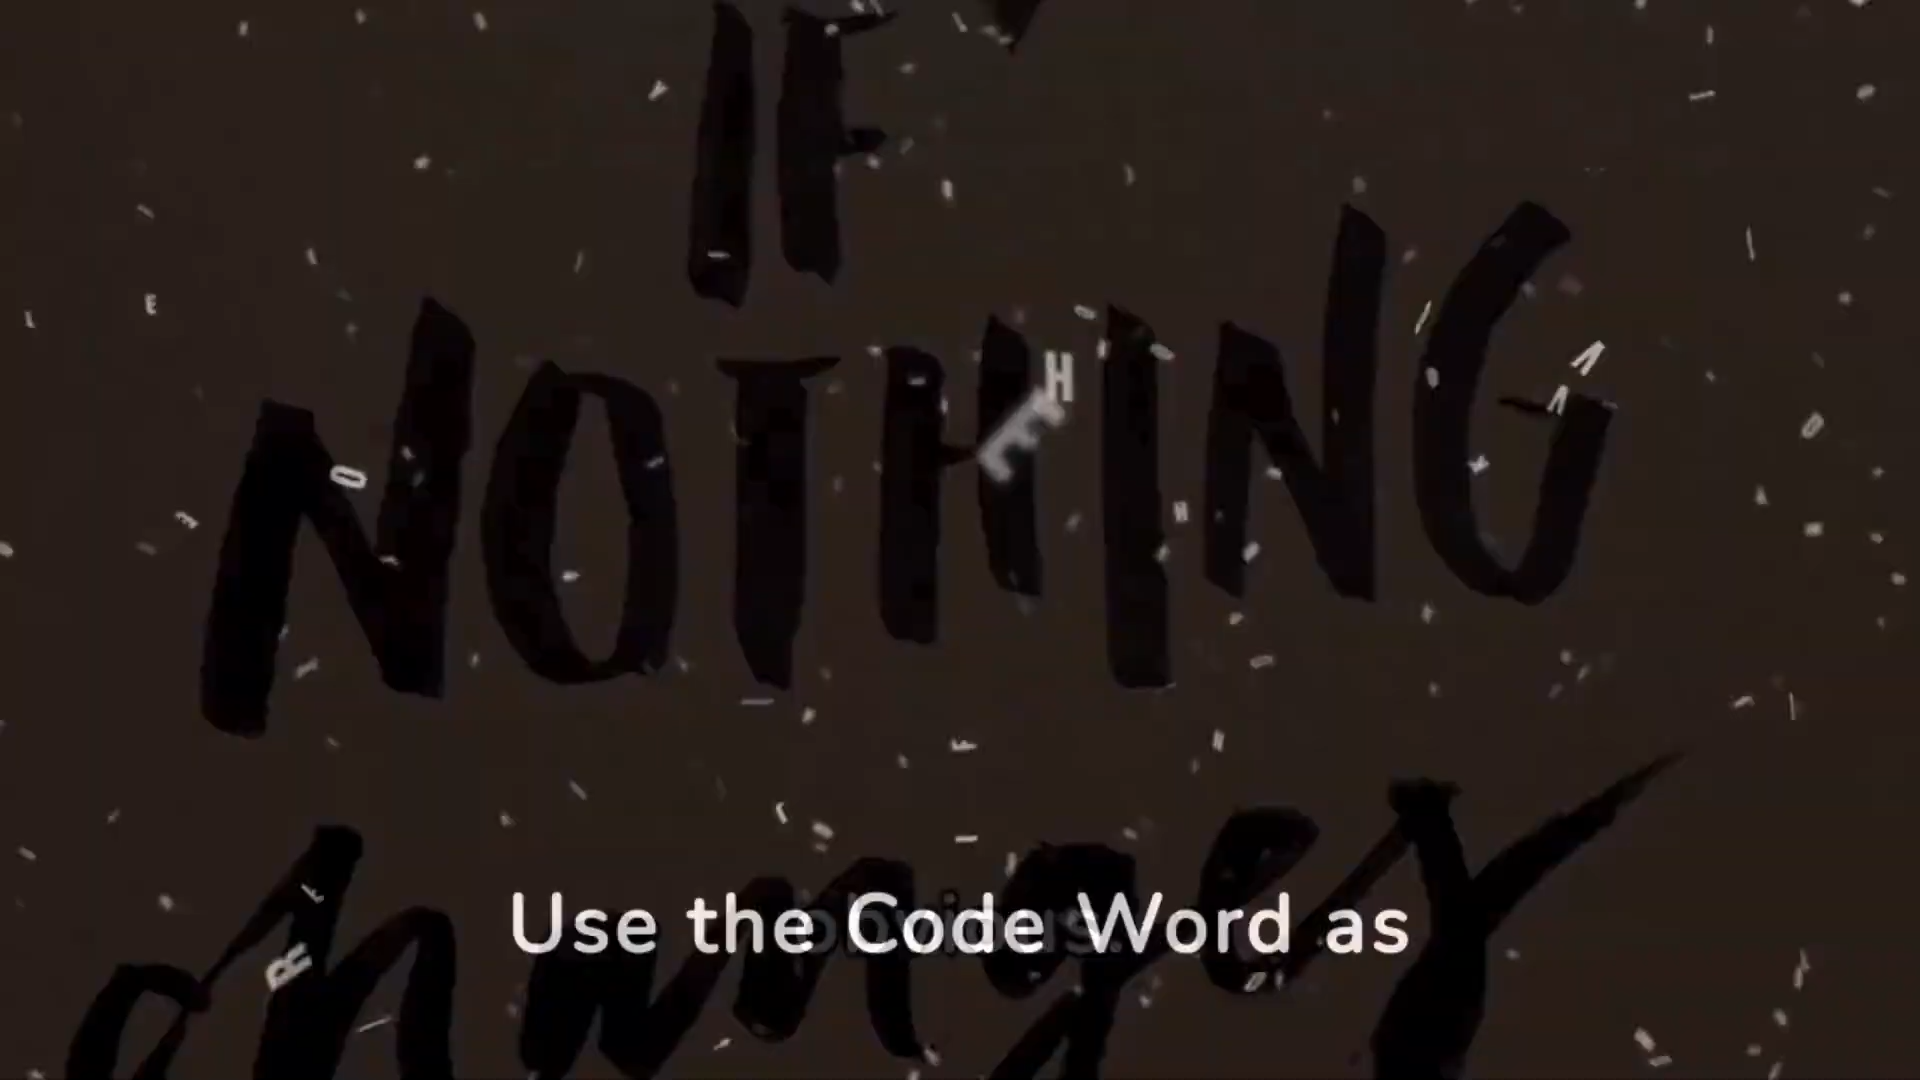 IF
NOTHING
changes
Use the Code Word as